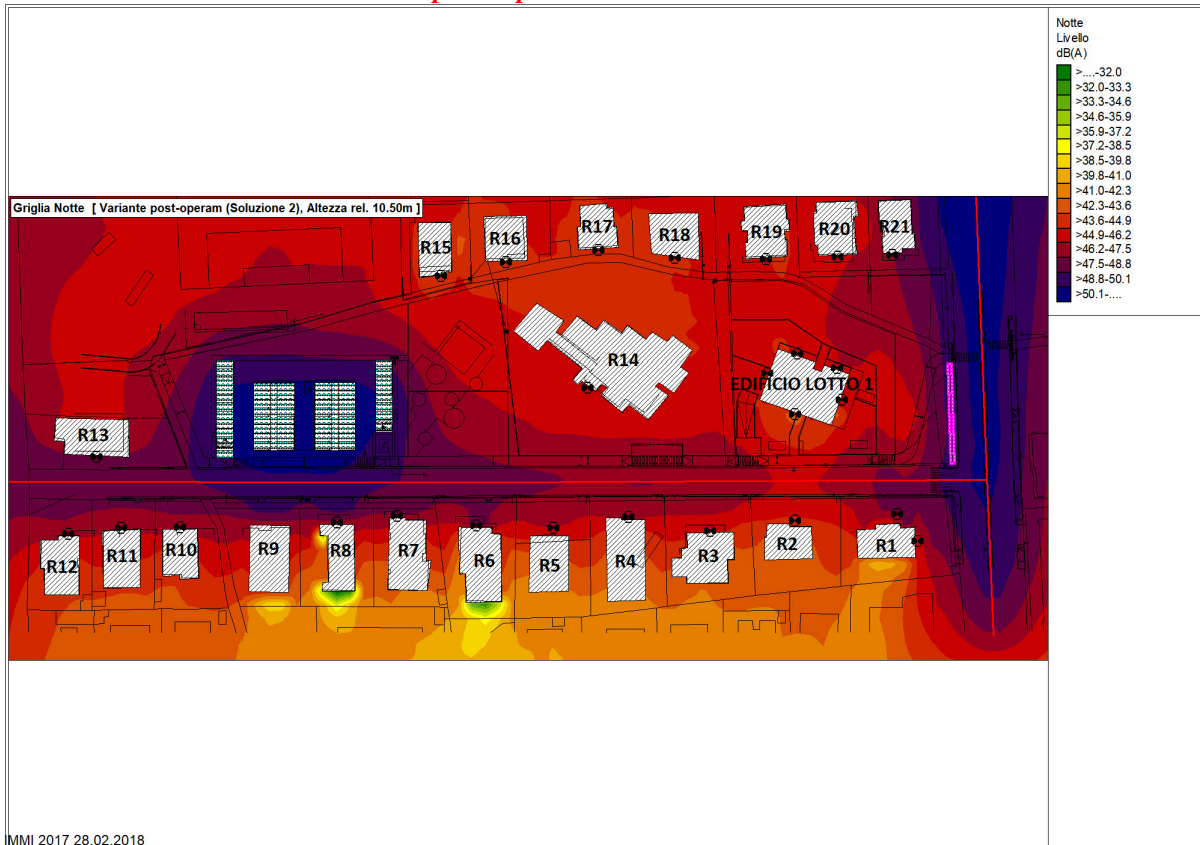 Notte
Livello
dB(A)
>....-32.0
>32.0-33.3
>33.3-34.6
>34.6-35.9
>35.9-37.2
>37.2-38.5
>38.5-39.8
>39.8-41.0
>41.0-42.3
>42.3-43.6
>43.6-44.9
>44.9-46.2
>46.2-47.5
>47.5-48.8
>48.8-50.1
>50.1-....
Griglia Notte [ Variante post-operam (Soluzione 2), Altezza rel. 10.50m ]
R15
R16
R17
R18
R19
R20
R21
R14
EDIFICIO LOTTO 1
R13
R12
R11
R10
R9
R8
R7
R6
R5
R4
R3
R2
R1
IMMI 2017 28.02.2018